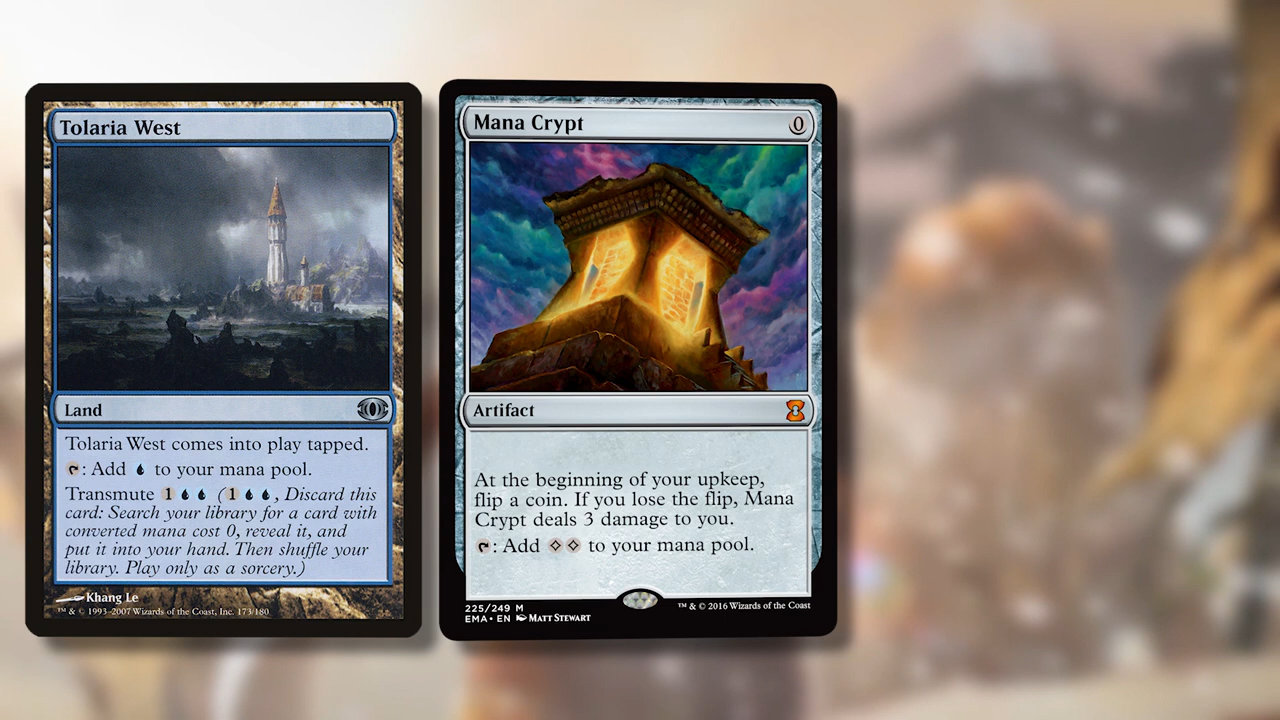 Tolaria West
Land
Tolaria West comes into play tapped.
: Add to your mana pool.
Transmute 1 (1 , Discard this
card: Search your library for a card with
converted mana cost 0, reveal it, and
put it into your hand. Then shuffle your
library. Play only as a sorcery.)
Khang Le
™ & © 1993–2007 Wizards of the Coast, Inc. 173/180
Mana Crypt 0
Artifact
At the beginning of your upkeep,
flip a coin. If you lose the flip, Mana
Crypt deals 3 damage to you.
: Add to your mana pool.
225/249 M
EMA • EN Matt Stewart
™ & © 2016 Wizards of the Coast